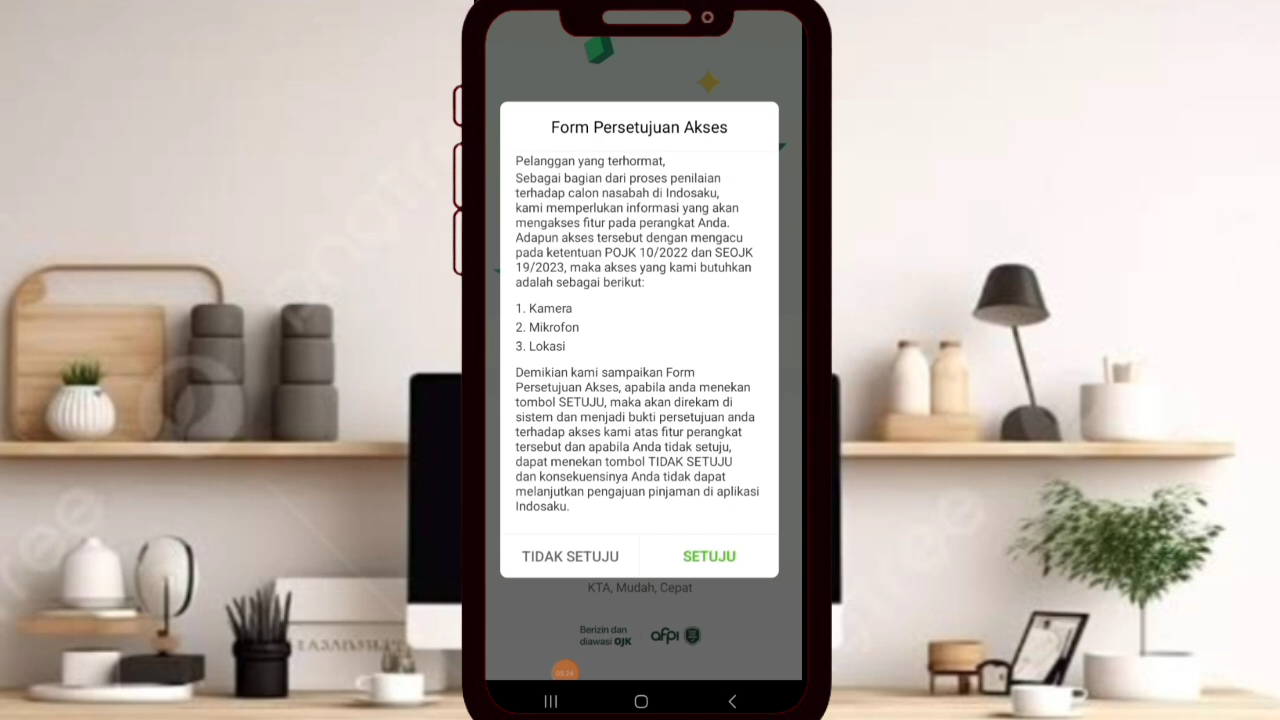 Form Persetujuan Akses
Pelanggan yang terhormat,
Sebagai bagian dari proses penilaian
terhadap calon nasabah di Indosaku,
kami memperlukan informasi yang akan
mengakses fitur pada perangkat Anda.
Adapun akses tersebut dengan mengacu
pada ketentuan POJK 10/2022 dan SEOJK
19/2023, maka akses yang kami butuhkan
adalah sebagai berikut:
1. Kamera
2. Mikrofon
3. Lokasi
Demikian kami sampaikan Form
Persetujuan Akses, apabila anda menekan
tombol SETUJU, maka akan direkam di
sistem dan menjadi bukti persetujuan anda
terhadap akses kami atas fitur perangkat
tersebut dan apabila Anda tidak setuju,
dapat menekan tombol TIDAK SETUJU
dan konsekuensinya Anda tidak dapat
melanjutkan pengajuan pinjaman di aplikasi
Indosaku.
TIDAK SETUJU
SETUJU
KTA, Mudah, Cepat
Berizin dan
diawasi OJK
afpi
05:24